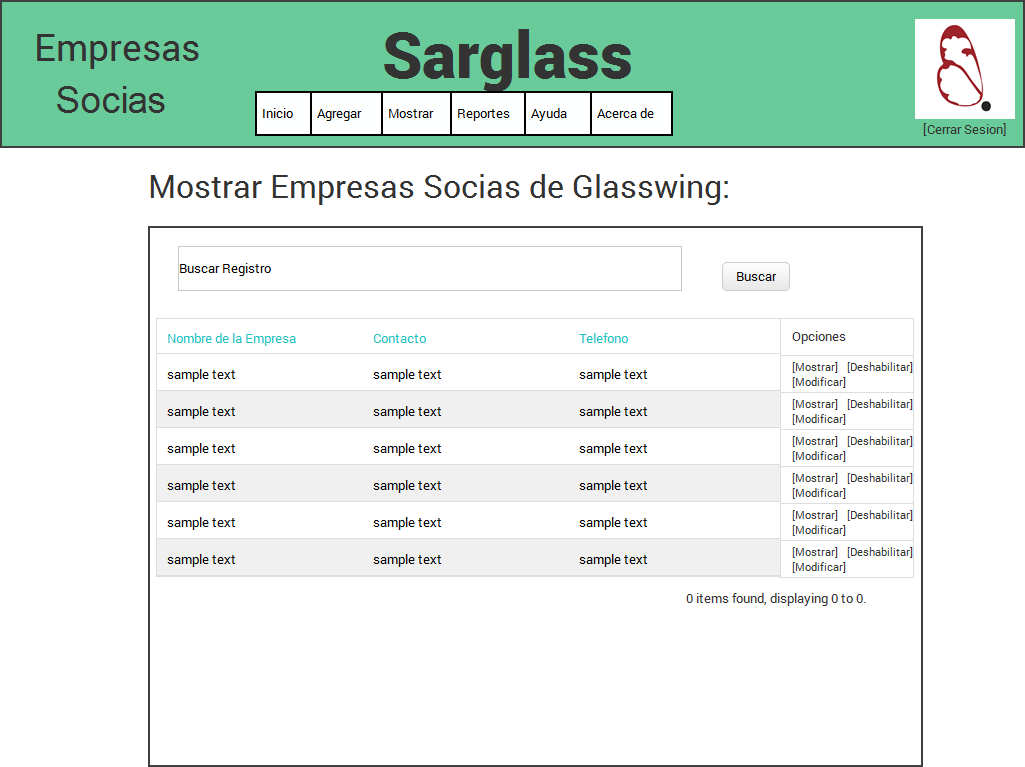 Empresas
Socias
Sarglass
Inicio Agregar Mostrar Reportes Ayuda Acerca de
[Cerrar Sesion]
Mostrar Empresas Socias de Glasswing:
Buscar Registro
Buscar
Nombre de la Empresa Contacto Telefono Opciones
sample text sample text sample text [Mostrar] [Deshabilitar]
[Modificar]
sample text sample text sample text [Mostrar] [Deshabilitar]
[Modificar]
sample text sample text sample text [Mostrar] [Deshabilitar]
[Modificar]
sample text sample text sample text [Mostrar] [Deshabilitar]
[Modificar]
sample text sample text sample text [Mostrar] [Deshabilitar]
[Modificar]
sample text sample text sample text [Mostrar] [Deshabilitar]
[Modificar]
0 items found, displaying 0 to 0.